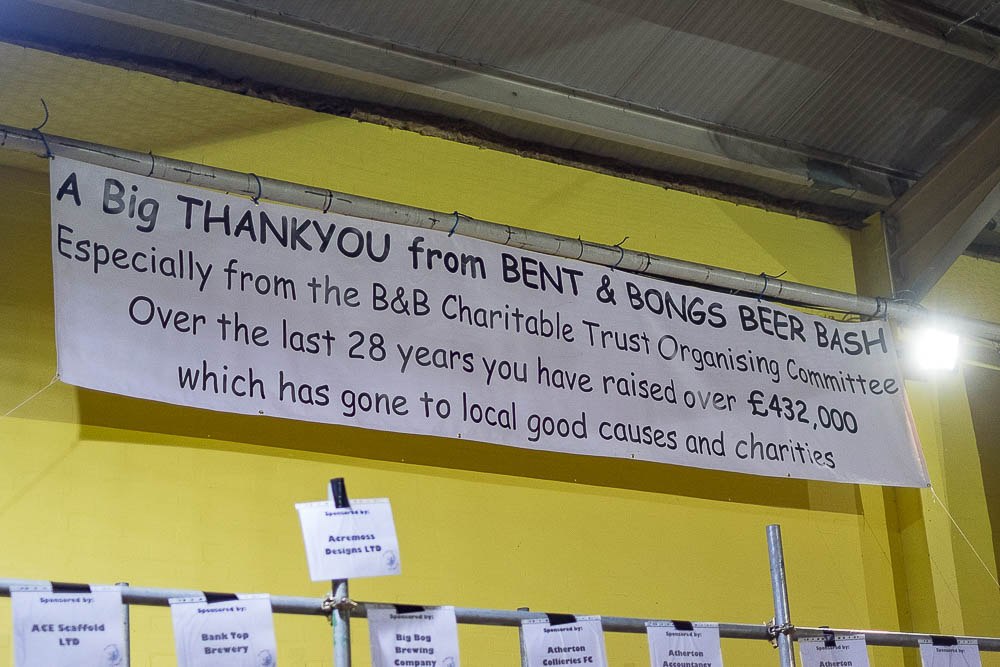 A Big THANKYOU from BENT & BONGS BEER BASH
Especially from the B&B Charitable Trust Organising Committee
Over the last 28 years you have raised over £432,000
which has gone to local good causes and charities
Sponsored by:
Acremoss
Designs LTD
Sponsored by:
ACE Scaffold
LTD
Sponsored by:
Bank Top
Brewery
Sponsored by:
Big Bog
Brewing
Company
Sponsored by:
Atherton
Collieries FC
Sponsored by:
Atherton
Accountancy
Sponsored by:
Atherton
Sponsored by: